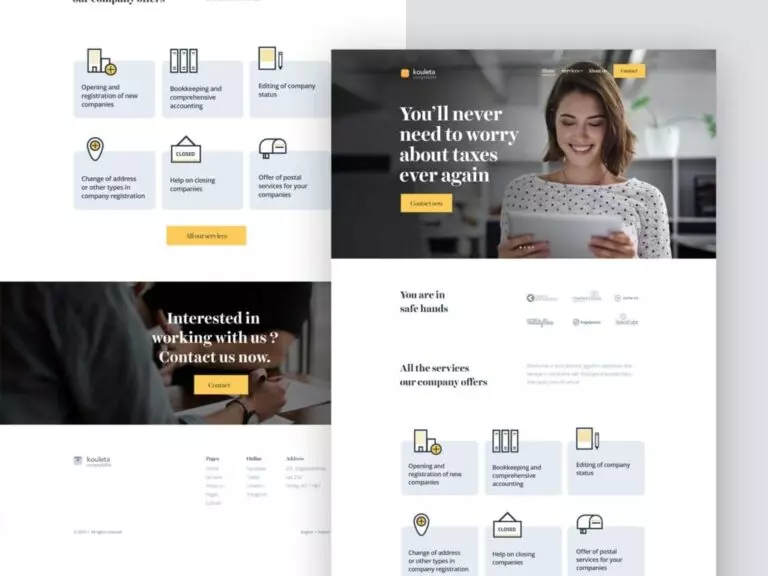 our company offers
Opening and
registration of new
companies
Bookkeeping and
comprehensive
accounting
Editing of company
status
Change of address
or other types in
company registration
CLOSED
Help on closing
companies
Offer of postal
services for your
companies
All our services
Interested in
working with us ?
Contact us now.
Contact
kouleta
Pages
Online
Address
kouleta
Home
Services
About us
Contact
You'll never
need to worry
about taxes
ever again
Contact now
You are in
safe hands
All the services
our company offers
Opening and
registration of new
companies
Bookkeeping and
comprehensive
accounting
Editing of company
status
Change of address
or other types in
company registration
CLOSED
Help on closing
companies
Offer of postal
services for your
companies